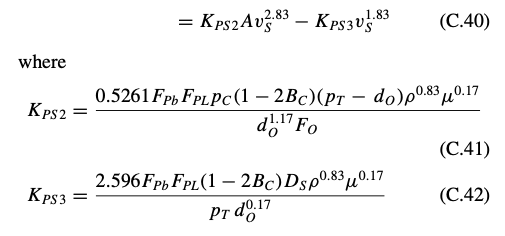 = K_{PS2} A v_S^{2.83} − K_{PS3} v_S^{1.83} (C.40)
where
K_{PS2} = \frac{0.5261 F_{Pb} F_{PL} p_C (1 − 2B_C)(p_T − d_O) ρ^{0.83} μ^{0.17}}{d_O^{1.17} F_O}
(C.41)
K_{PS3} = \frac{2.596 F_{Pb} F_{PL} (1 − 2B_C) D_S ρ^{0.83} μ^{0.17}}{p_T d_O^{0.17}} (C.42)